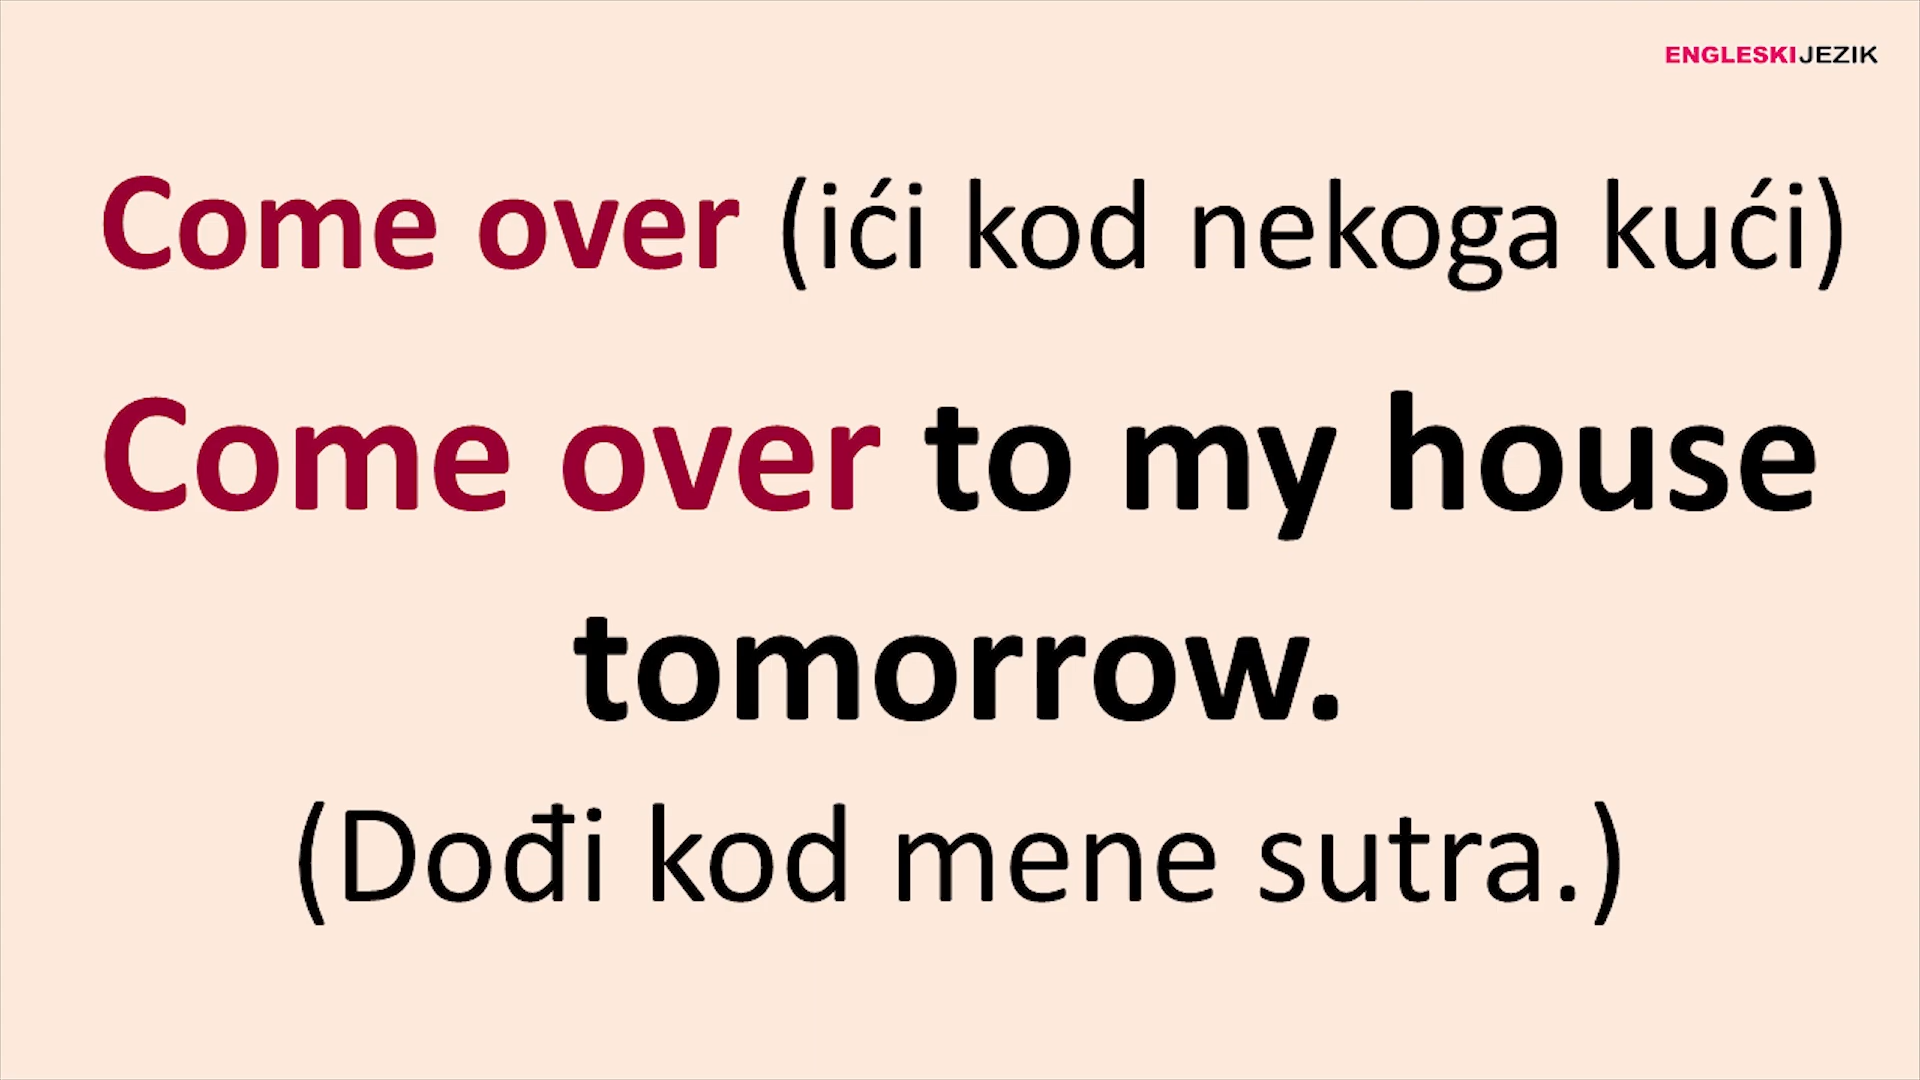 ENGLESKIJEZIK
Come over (ići kod nekoga kući)
Come over to my house
tomorrow.
(Dođi kod mene sutra.)